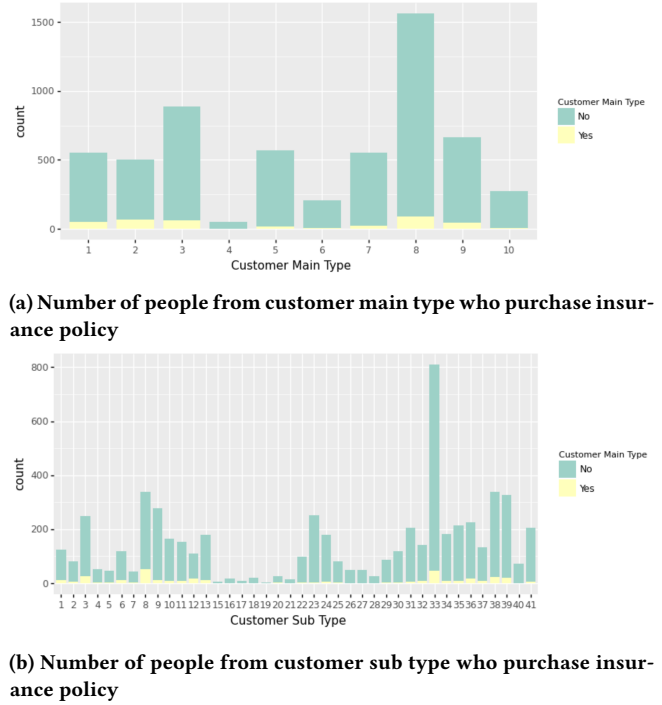 1500
1000
500
0
count
1 2 3 4 5 6 7 8 9 10
Customer Main Type
Customer Main Type
No
Yes
(a) Number of people from customer main type who purchase insur-
ance policy
800
600
400
200
0
count
1 2 3 4 5 6 7 8 9 10 11 12 13 15 16 17 18 19 20 21 22 23 24 25 26 27 28 29 30 31 32 33 34 35 36 37 38 39 40 41
Customer Sub Type
Customer Main Type
No
Yes
(b) Number of people from customer sub type who purchase insur-
ance policy